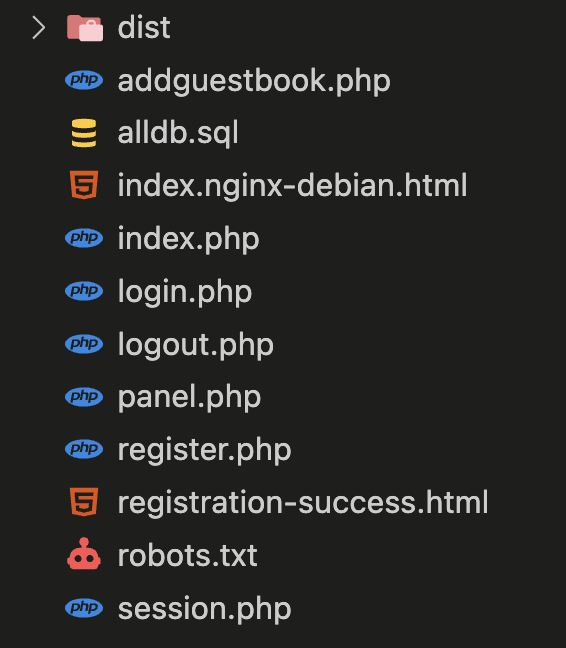 dist
php addguestbook.php
alldb.sql
5 index.nginx-debian.html
php index.php
php login.php
php logout.php
php panel.php
php register.php
5 registration-success.html
robots.txt
php session.php